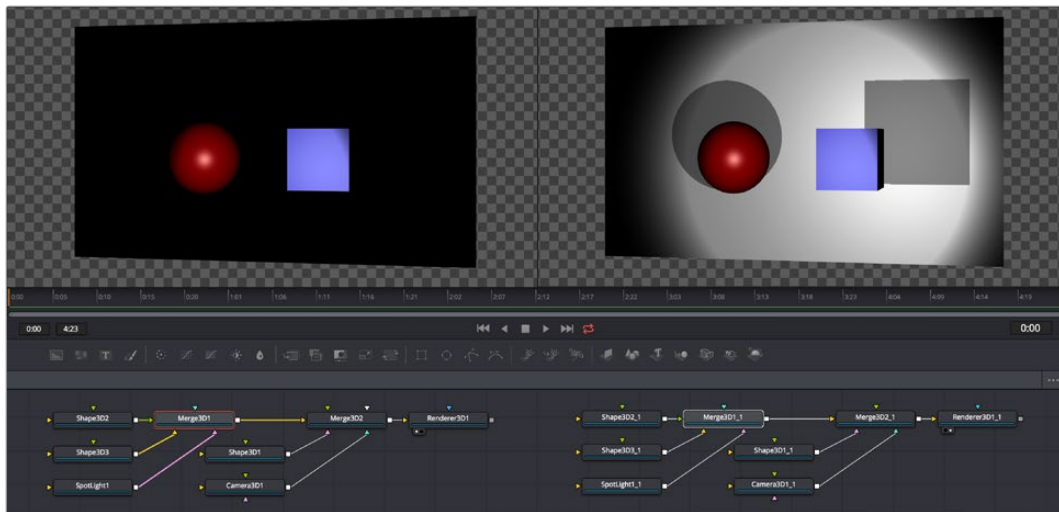 0:00 0:05 0:10 0:15 0:20 1:01 1:06 1:11 1:16 1:21 2:02 2:07 2:12 2:17 2:22 3:03 3:08 3:13 3:18 3:23 4:04 4:09 4:14 4:19
0:00 4:23 0:00
T
Shape3D2 Merge3D1 Merge3D2 Renderer3D1 Shape3D2_1 Merge3D1_1 Merge3D2_1 Renderer3D1_1
Shape3D3 Shape3D1 Shape3D3_1 Shape3D1_1
SpotLight1 Camera3D1 SpotLight1_1 Camera3D1_1